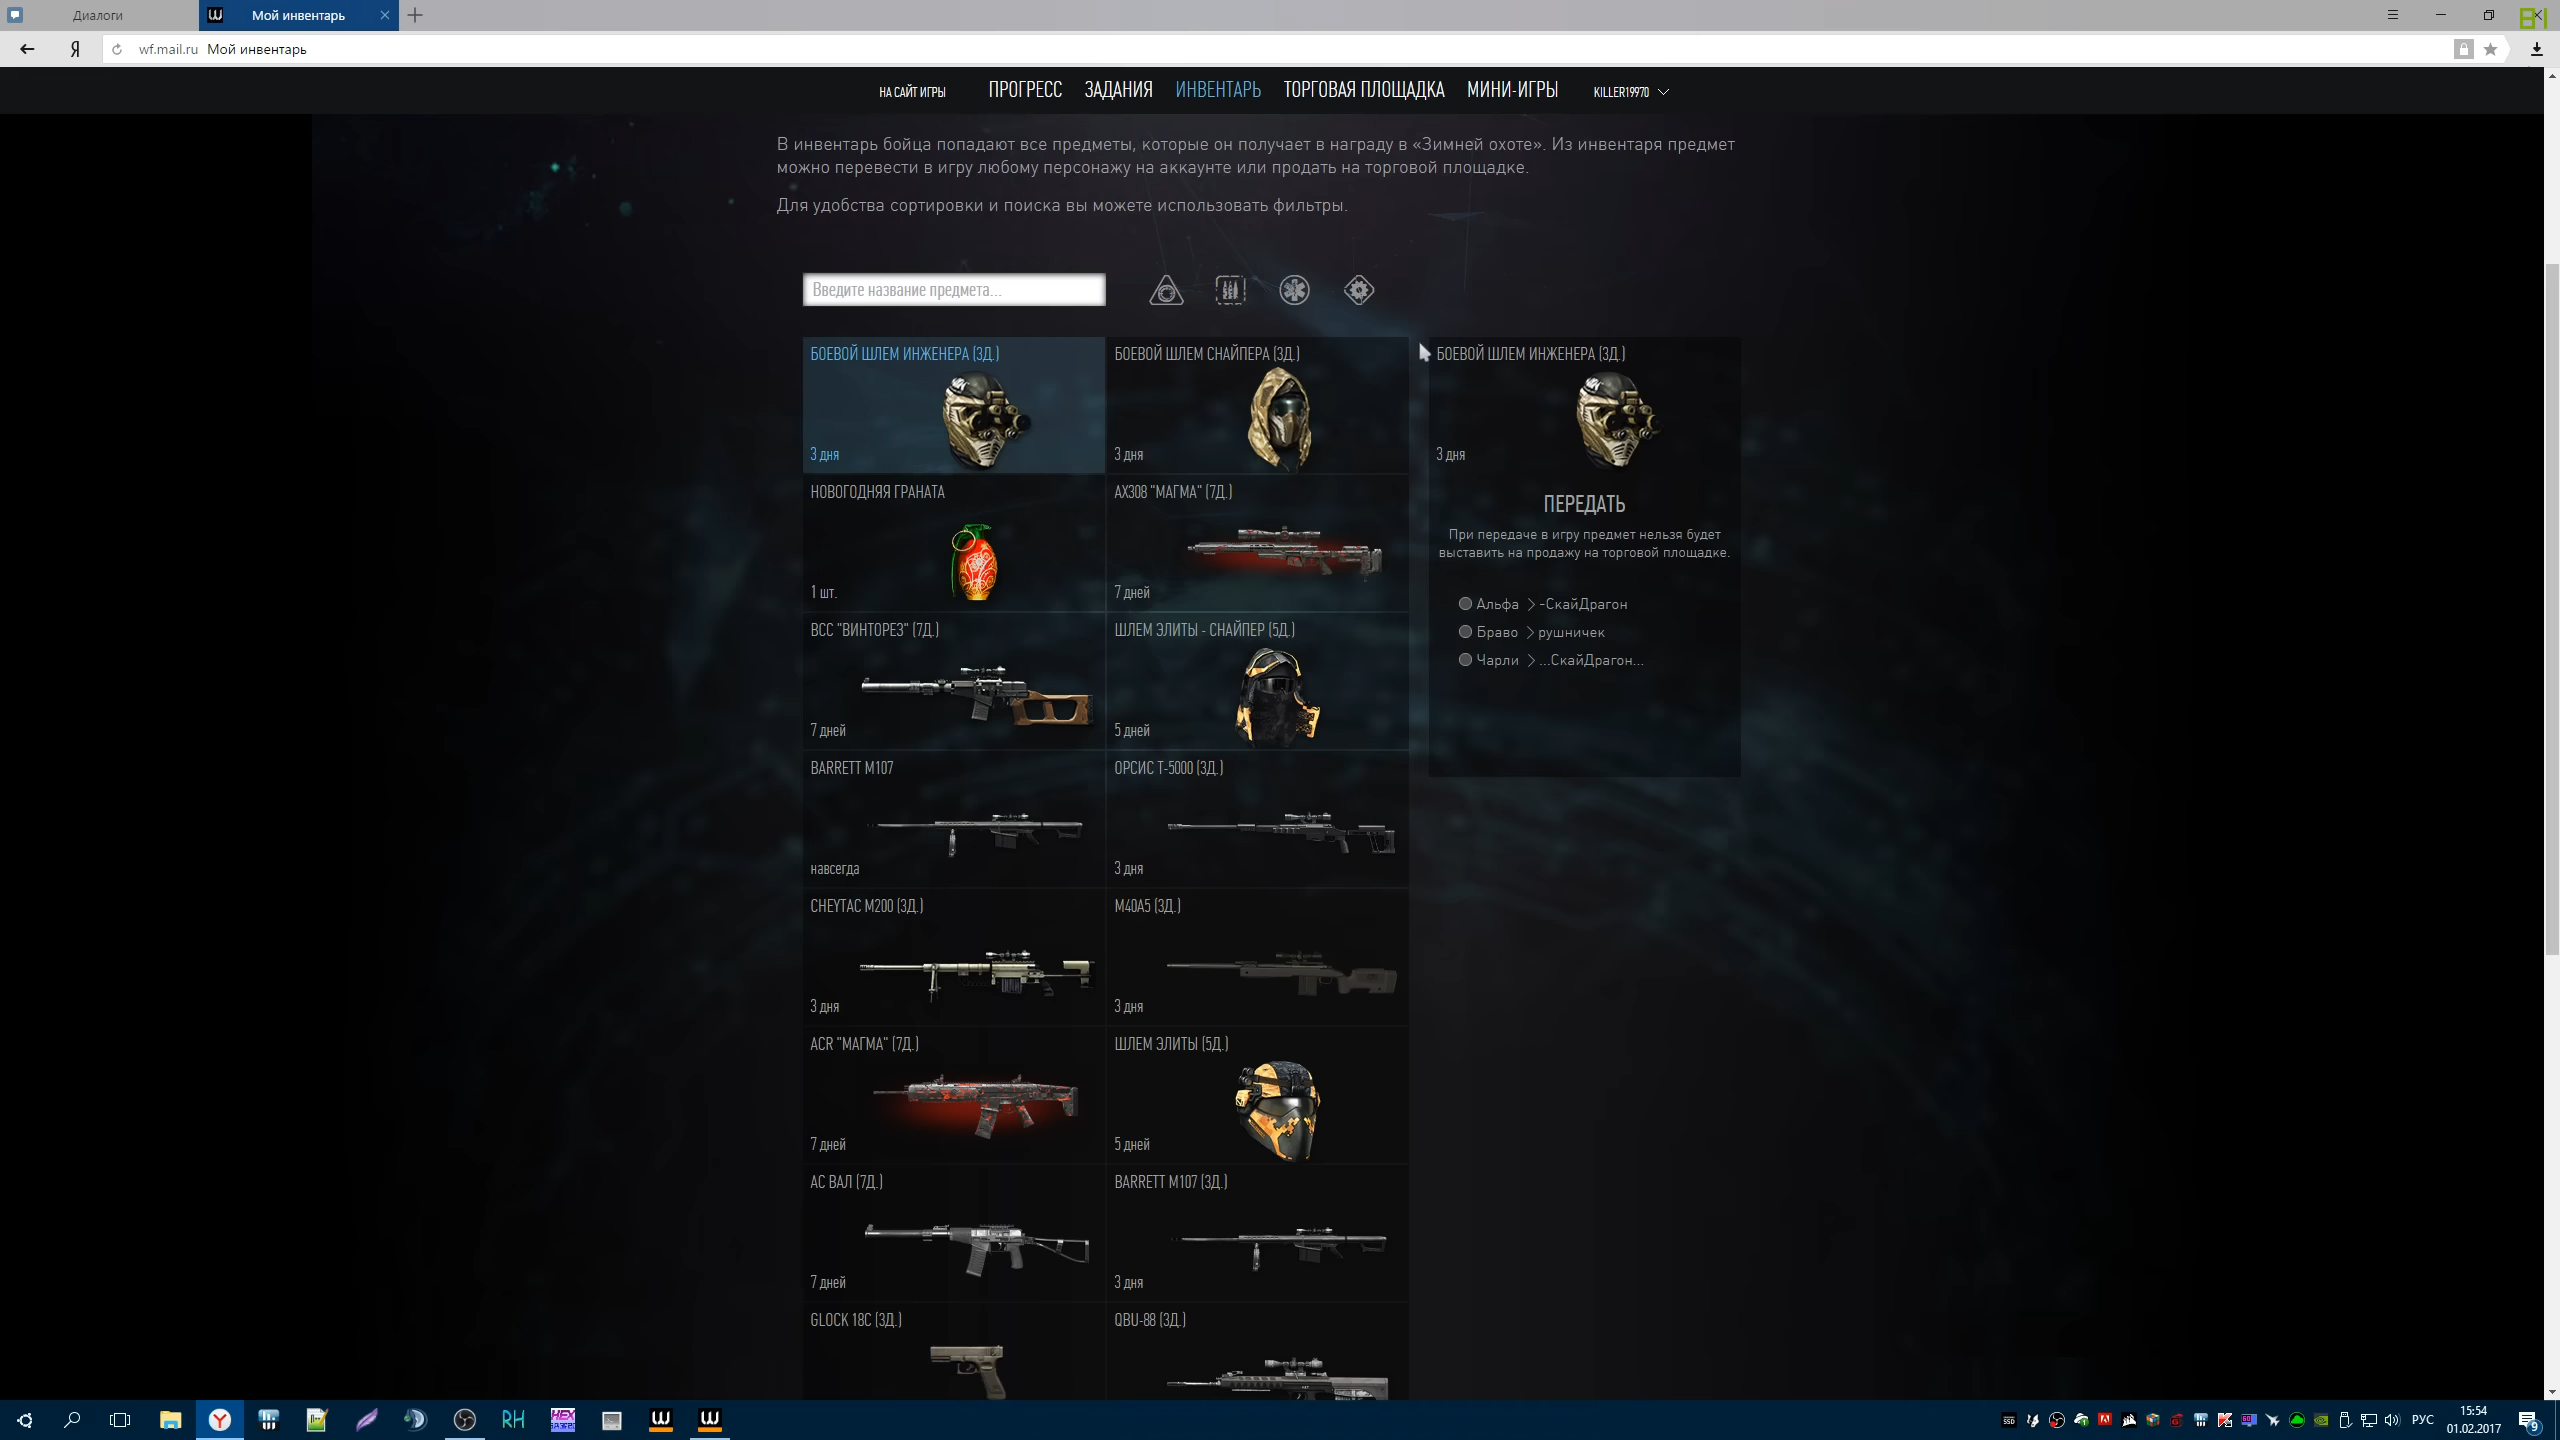 Диалоги
Мой инвентарь
wf.mail.ru Мой инвентарь
НА САЙТ ИГРЫ
ПРОГРЕСС
ЗАДАНИЯ
ИНВЕНТАРЬ
ТОРГОВАЯ ПЛОЩАДКА
МИНИ-ИГРЫ
KILLER19970
В инвентарь бойца попадают все предметы, которые он получает в награду в «Зимней охоте». Из инвентаря предмет
можно перевести в игру любому персонажу на аккаунте или продать на торговой площадке.
Для удобства сортировки и поиска вы можете использовать фильтры.
Введите название предмета...
БОЕВОЙ ШЛЕМ ИНЖЕНЕРА (3Д.)
3 дня
БОЕВОЙ ШЛЕМ СНАЙПЕРА (3Д.)
3 дня
НОВОГОДНЯЯ ГРАНАТА
1 шт.
AX308 "МАГМА" (7Д.)
7 дней
ВСС "ВИНТОРЕЗ" (7Д.)
7 дней
ШЛЕМ ЭЛИТЫ - СНАЙПЕР (5Д.)
5 дней
BARRETT M107
навсегда
ОРСИС Т-5000 (3Д.)
3 дня
CHEYTAC M200 (3Д.)
3 дня
M40A5 (3Д.)
3 дня
ACR "МАГМА" (7Д.)
7 дней
ШЛЕМ ЭЛИТЫ (5Д.)
5 дней
АС ВАЛ (7Д.)
7 дней
BARRETT M107 (3Д.)
3 дня
GLOCK 18C (3Д.)
QBU-88 (3Д.)
БОЕВОЙ ШЛЕМ ИНЖЕНЕРА (3Д.)
3 дня
ПЕРЕДАТЬ
При передаче в игру предмет нельзя будет
выставить на продажу на торговой площадке.
Альфа > -СкайДрагон
Браво > рушничек
Чарли > ...СкайДрагон...
RH
HEX
РУС
15:54
01.02.2017
9